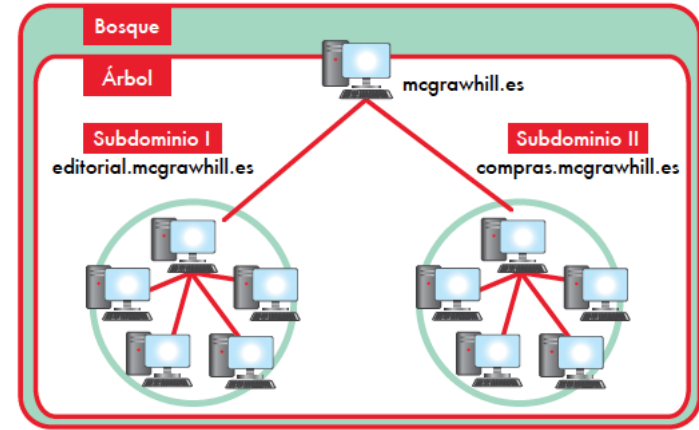 Bosque
Árbol
mcgrawhill.es
Subdominio I
editorial.mcgrawhill.es
Subdominio II
compras.mcgrawhill.es